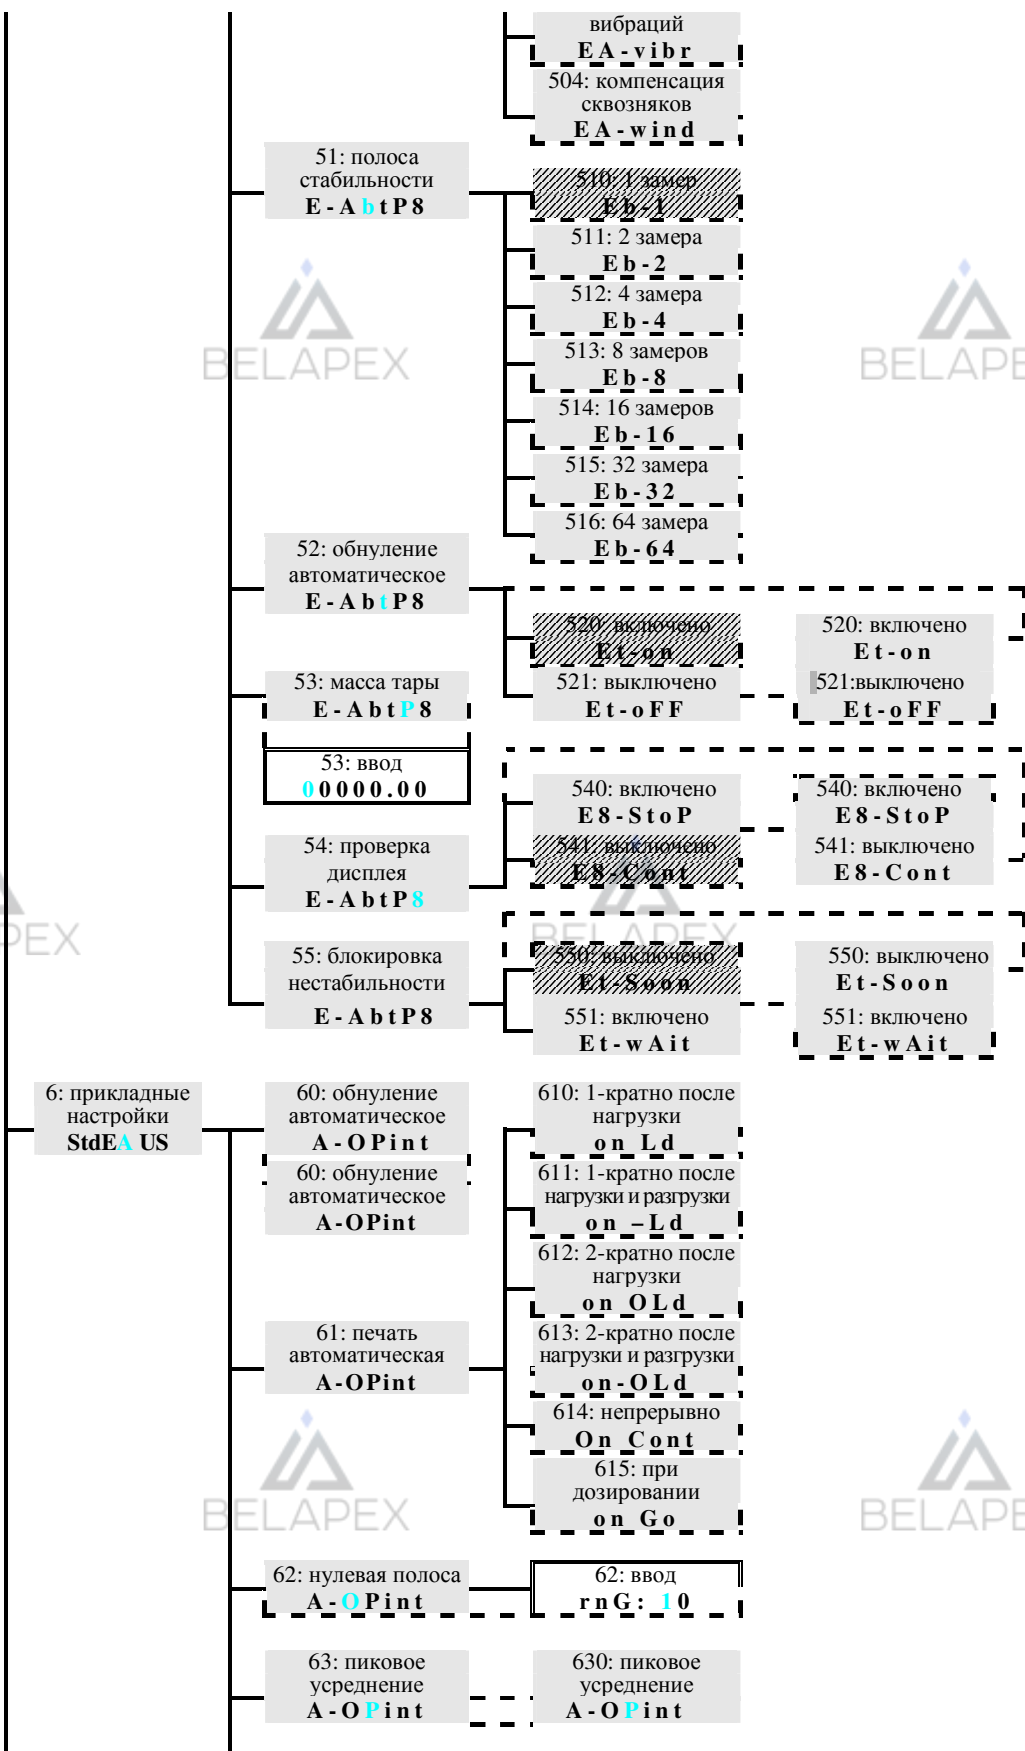 вибраций
EA-vibr
504: компенсация
сквозняков
EA-wind
51: полоса
стабильности
E-AbtP8
510: 1 замер
Eb-1
511: 2 замера
Eb-2
512: 4 замера
Eb-4
513: 8 замеров
Eb-8
514: 16 замеров
Eb-16
515: 32 замера
Eb-32
516: 64 замера
Eb-64
BELAPEX
BELAPE
52: обнуление
автоматическое
E-AbtP8
520: включено
Et-on
520: включено
Et-on
521: выключено
Et-oFF
521:выключено
Et-oFF
53: масса тары
E-AbtP8
53: ввод
00000.00
540: включено
E8-StoP
540: включено
E8-StoP
54: проверка
дисплея
E-AbtP8
541: выключено
E8-Cont
541: выключено
E8-Cont
PEX
BELAPEX
55: блокировка
нестабильности
E-AbtP8
550: выключено
Et-Soon
550: выключено
Et-Soon
551: включено
Et-wAit
551: включено
Et-wAit
6: прикладные
настройки
StdEA US
60: обнуление
автоматическое
A-OPint
60: обнуление
автоматическое
A-OPint
610: 1-кратно после
нагрузки
on Ld
611: 1-кратно после
нагрузки и разгрузки
on –Ld
612: 2-кратно после
нагрузки
on OLd
61: печать
автоматическая
A-OPint
613: 2-кратно после
нагрузки и разгрузки
on-OLd
614: непрерывно
On Cont
615: при
дозировании
on Go
BELAPEX
BELAPE
62: нулевая полоса
A-OPint
62: ввод
rnG: 10
63: пиковое
усреднение
A-OPint
630: пиковое
усреднение
A-OPint